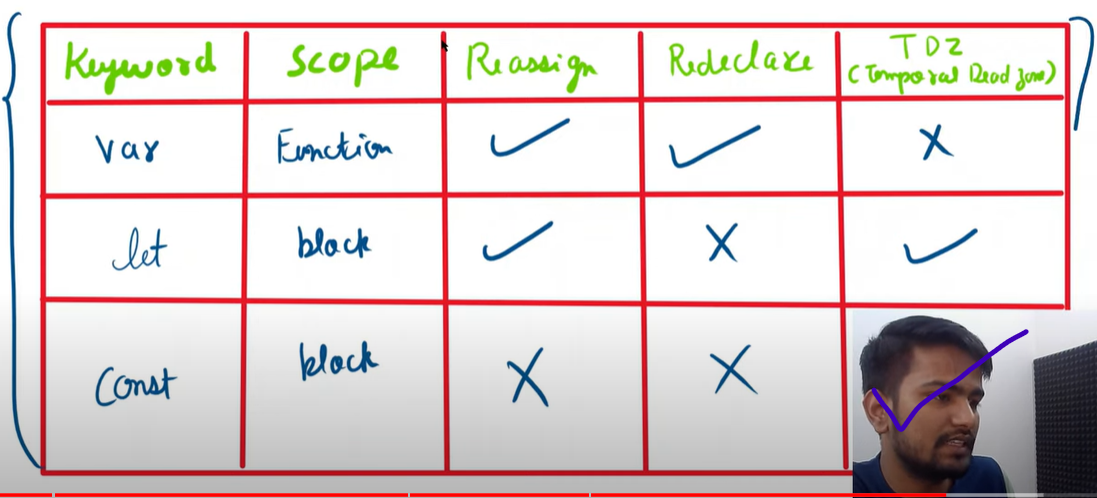 Keyword Scope Reassign Redeclare TDZ
(Temporal Dead zone)
var Function ✓ ✓ X
let block ✓ X ✓
Const block X X ✓